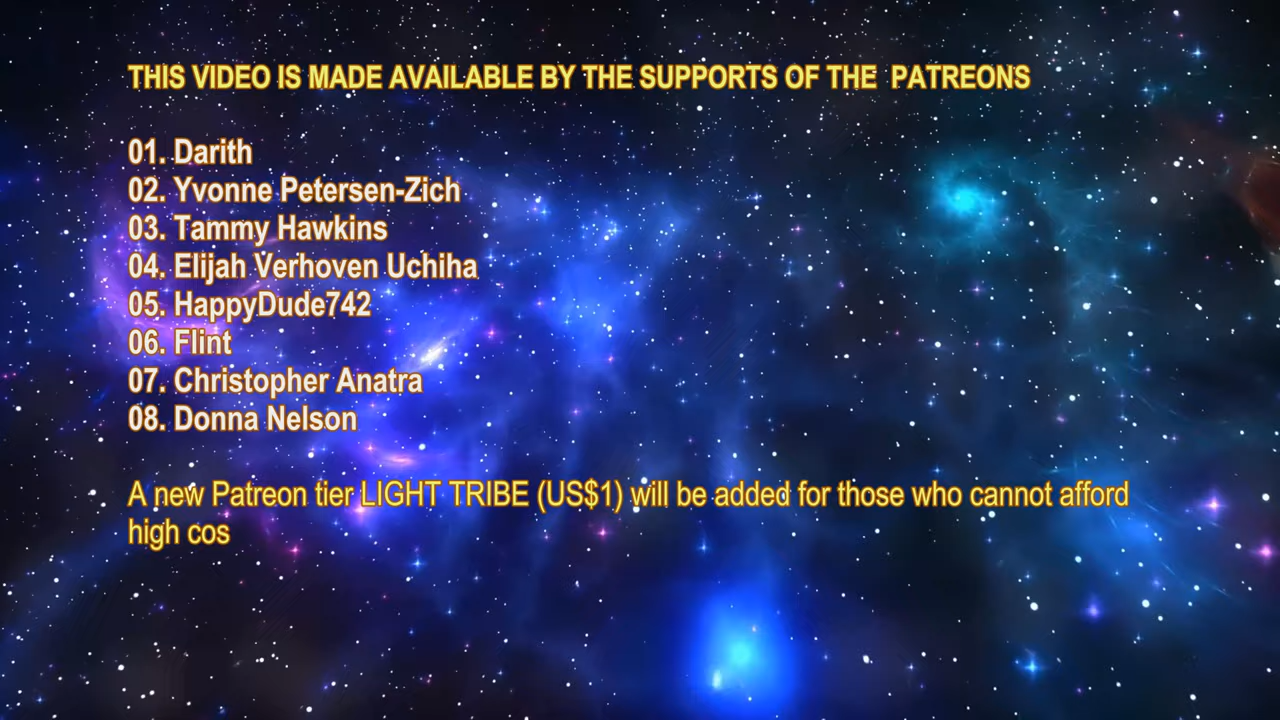 THIS VIDEO IS MADE AVAILABLE BY THE SUPPORTS OF THE PATREONS
01. Darith
02. Yvonne Petersen-Zich
03. Tammy Hawkins
04. Elijah Verhoven Uchiha
05. HappyDude742
06. Flint
07. Christopher Anatra
08. Donna Nelson
A new Patreon tier LIGHT TRIBE (US$1) will be added for those who cannot afford
high cos